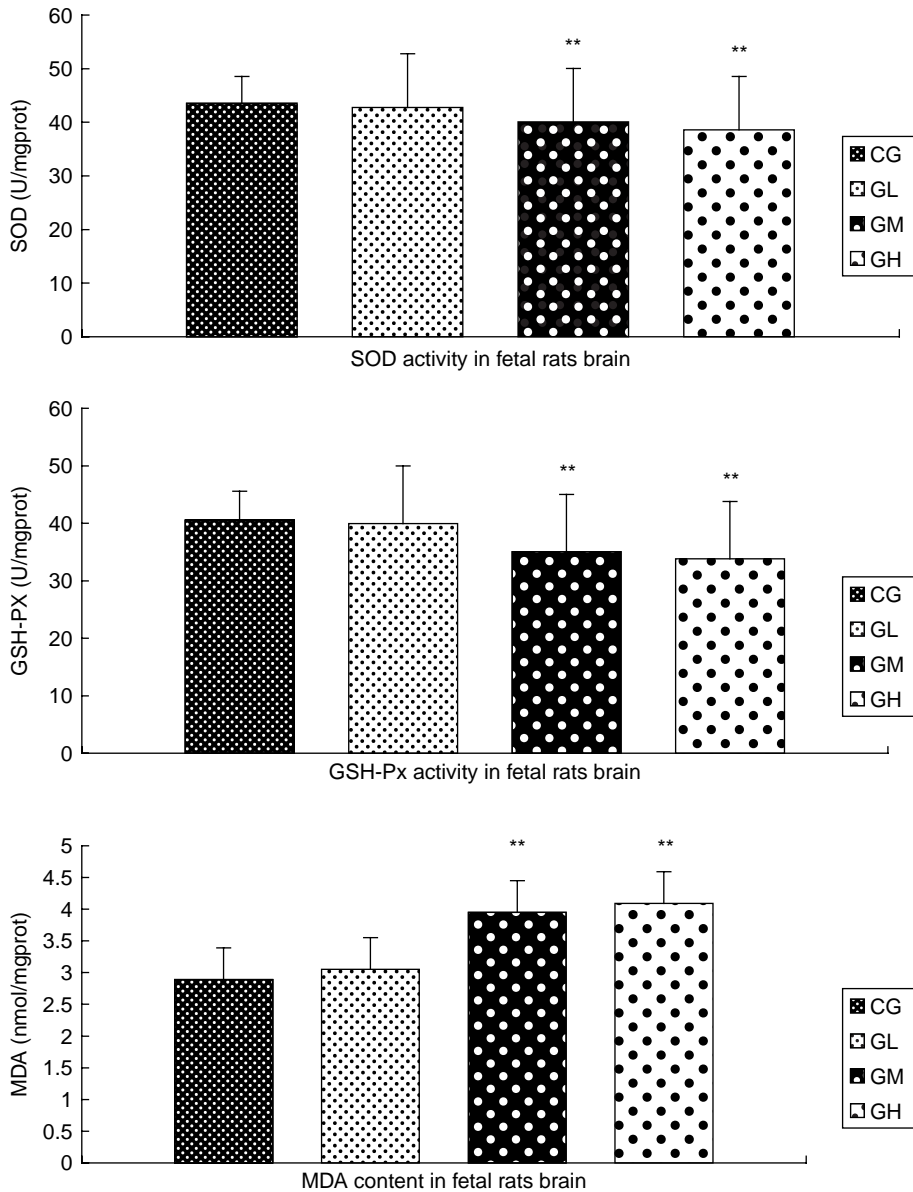 60
50
40
30
20
10
0
SOD (U/mgprot)
**
**
CG
GL
GM
GH
SOD activity in fetal rats brain
60
50
40
30
20
10
0
GSH-PX (U/mgprot)
**
**
CG
GL
GM
GH
GSH-Px activity in fetal rats brain
5
4.5
4
3.5
3
2.5
2
1.5
1
0.5
0
MDA (nmol/mgprot)
**
**
CG
GL
GM
GH
MDA content in fetal rats brain